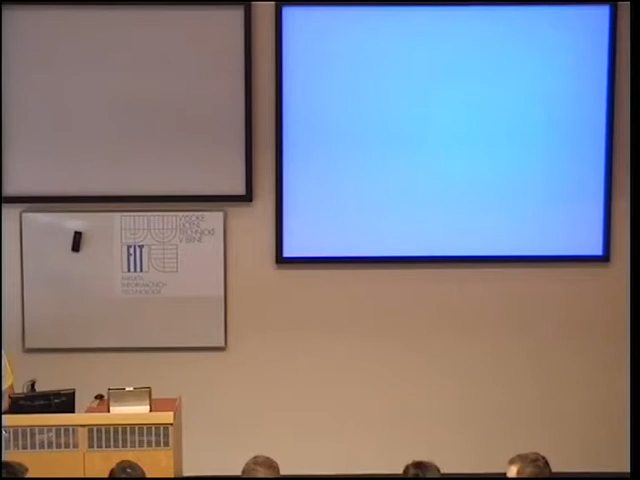 VYSOKÉ
UČENÍ
TECHNICKÉ
V BRNĚ
FIT
FAKULTA
INFORMAČNÍCH
TECHNOLOGIÍ